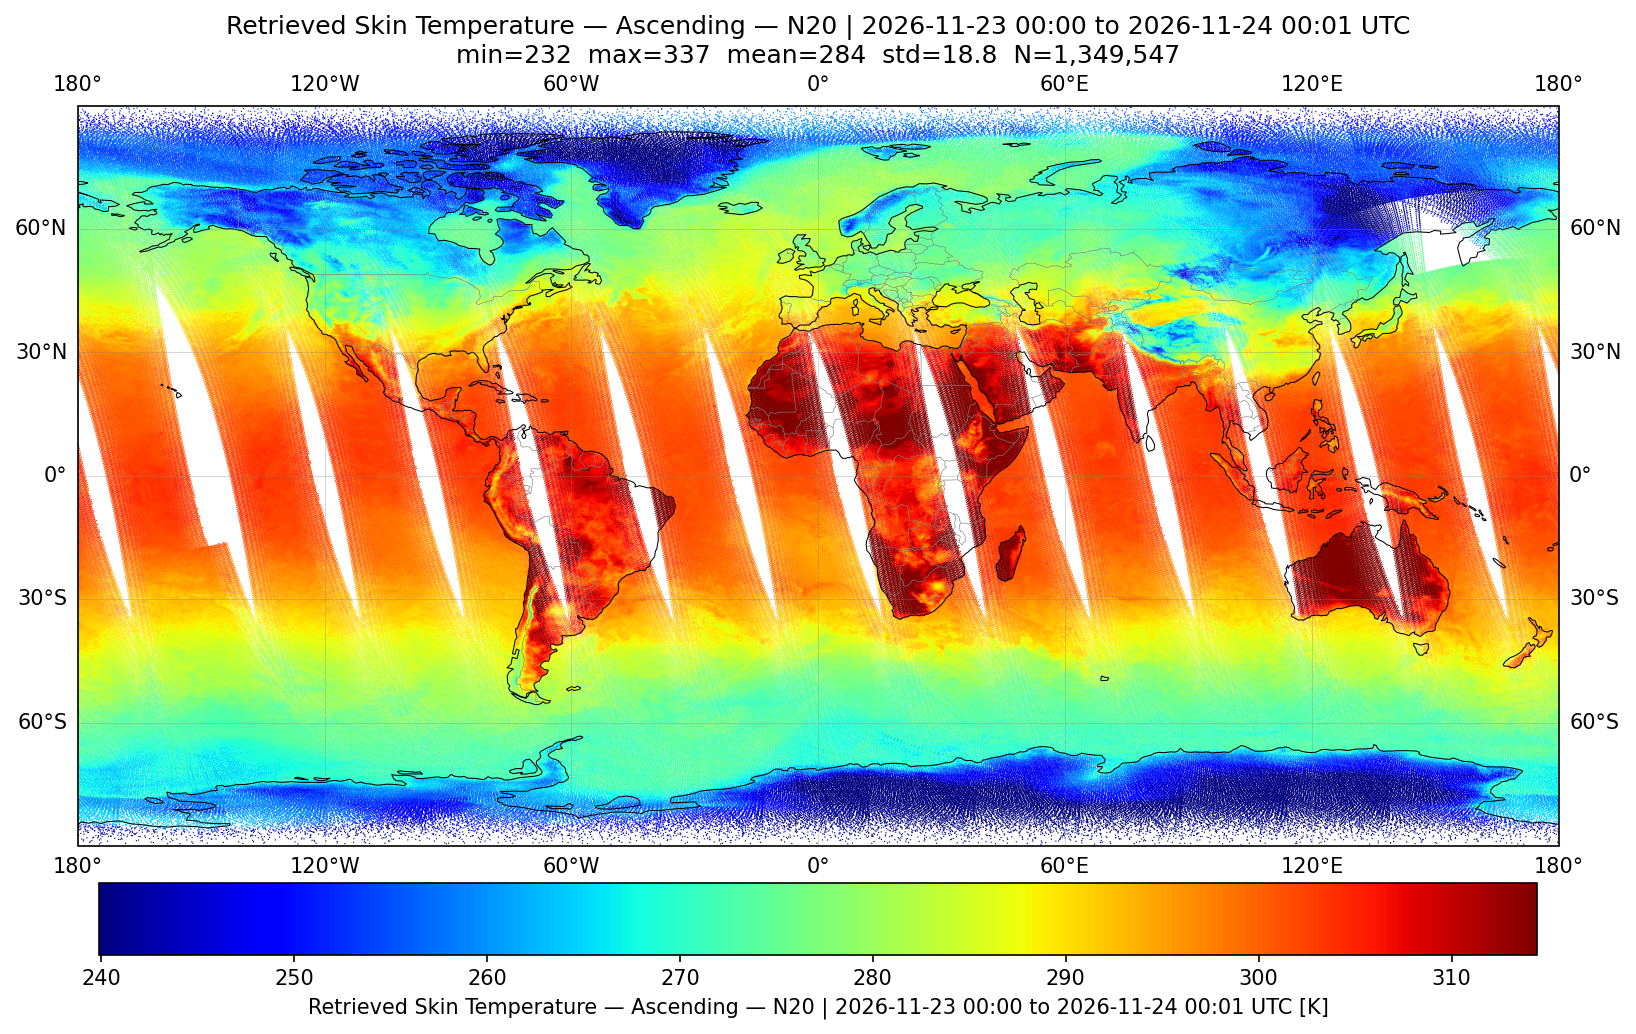 Retrieved Skin Temperature — Ascending — N20 | 2026-11-23 00:00 to 2026-11-24 00:01 UTC
min=232 max=337 mean=284 std=18.8 N=1,349,547
180° 120°W 60°W 0° 60°E 120°E 180°
60°N 60°N
30°N 30°N
0° 0°
30°S 30°S
60°S 60°S
180° 120°W 60°W 0° 60°E 120°E 180°
240 250 260 270 280 290 300 310
Retrieved Skin Temperature — Ascending — N20 | 2026-11-23 00:00 to 2026-11-24 00:01 UTC [K]